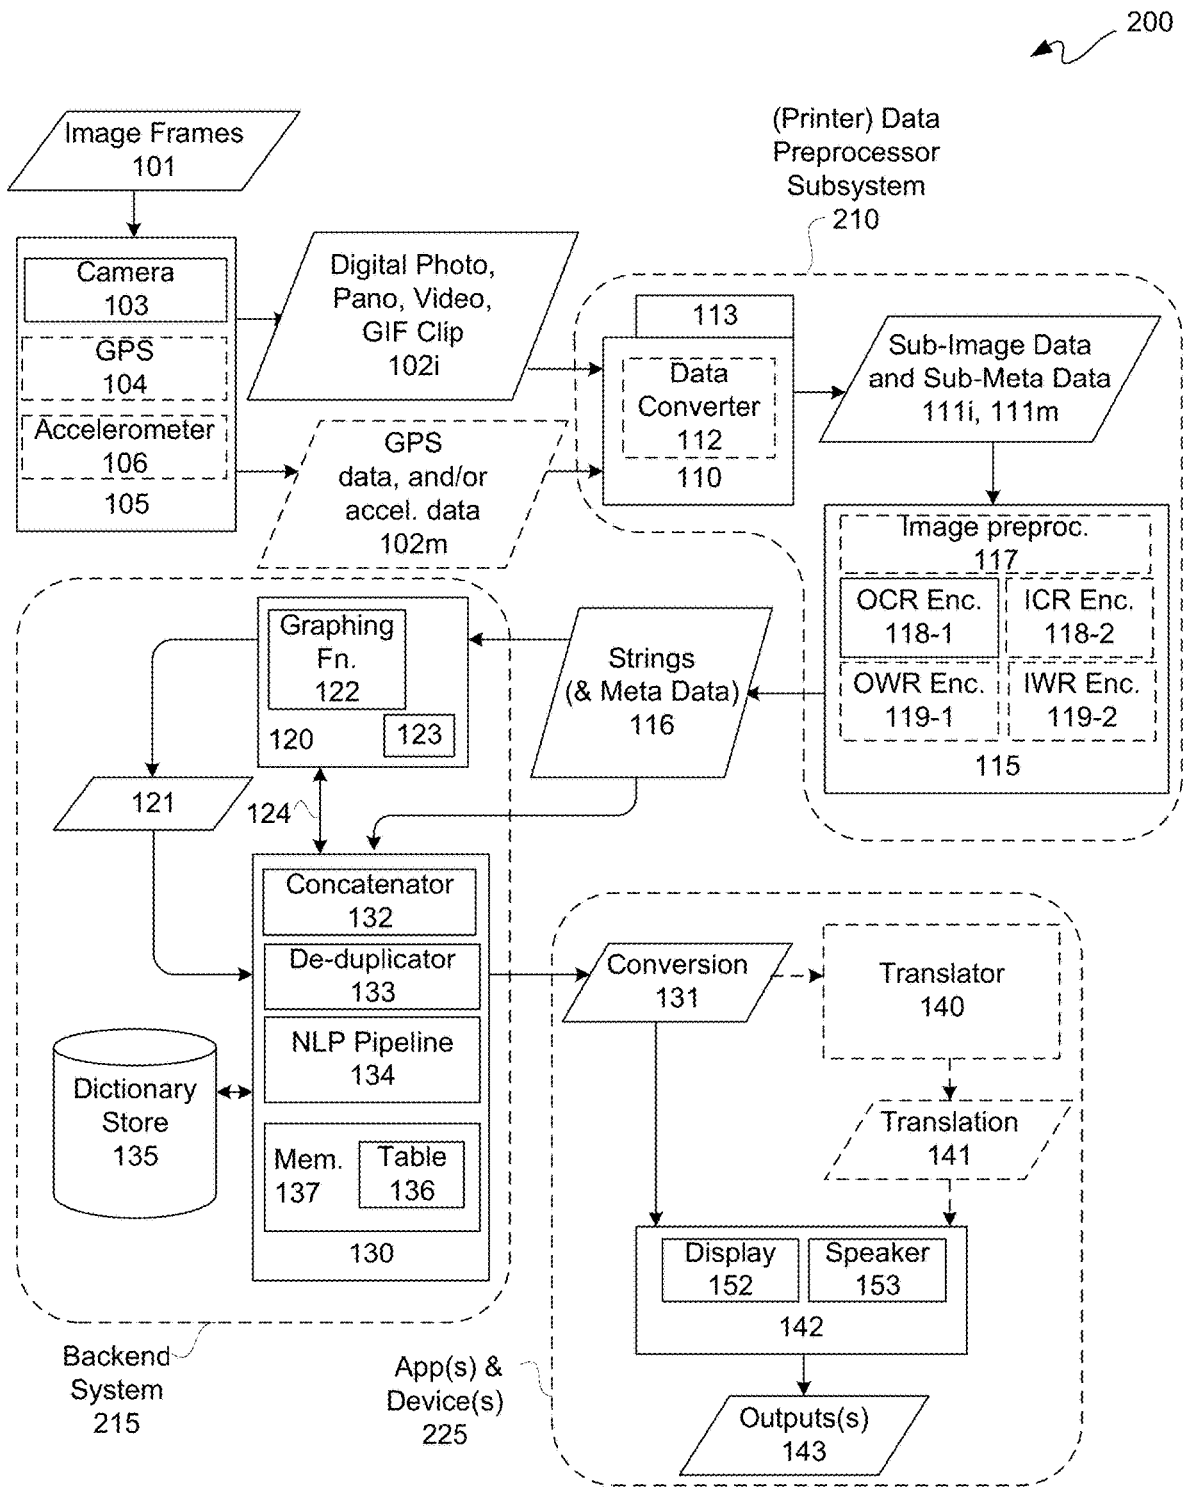 200
Image Frames
101
(Printer) Data
Preprocessor
Subsystem
210
Camera
103
GPS
104
Accelerometer
106
105
Digital Photo,
Pano, Video,
GIF Clip
102i
GPS
data, and/or
accel. data
102m
113
Data
Converter
112
110
Sub-Image Data
and Sub-Meta Data
111i, 111m
Image preproc.
117
OCR Enc.
118-1
ICR Enc.
118-2
OWR Enc.
119-1
IWR Enc.
119-2
115
Strings
(& Meta Data)
116
Graphing
Fn.
122
120
123
121
124
Concatenator
132
De-duplicator
133
NLP Pipeline
134
Mem.
137
Table
136
130
Dictionary
Store
135
Backend
System
215
Conversion
131
Translator
140
Translation
141
Display
152
Speaker
153
142
App(s) &
Device(s)
225
Outputs(s)
143